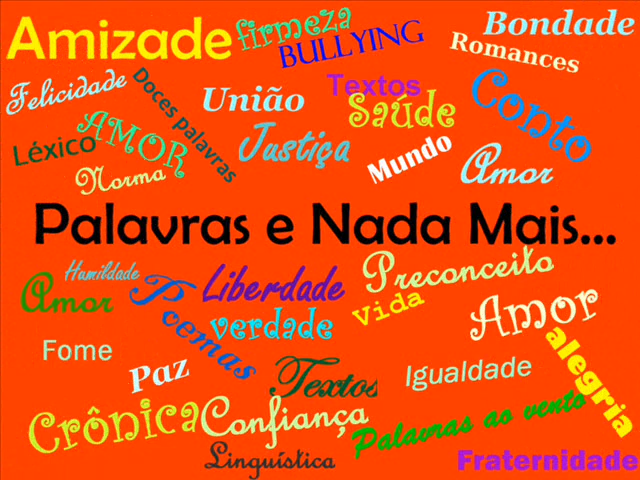 Amizade
firmeza
BULLYING
Bondade
Romances
Felicidade
Doces palavras
União
Textos
Saúde
Conto
Léxico
AMOR
Justiça
Mundo
Amor
Norma
Palavras e Nada Mais...
Humildade
Amor
Poemas
Liberdade
Preconceito
Vida
verdade
Amor
alegria
Fome
Paz
Textos
Igualdade
Crônica
Confiança
Palavras ao vento
Linguística
Fraternidade